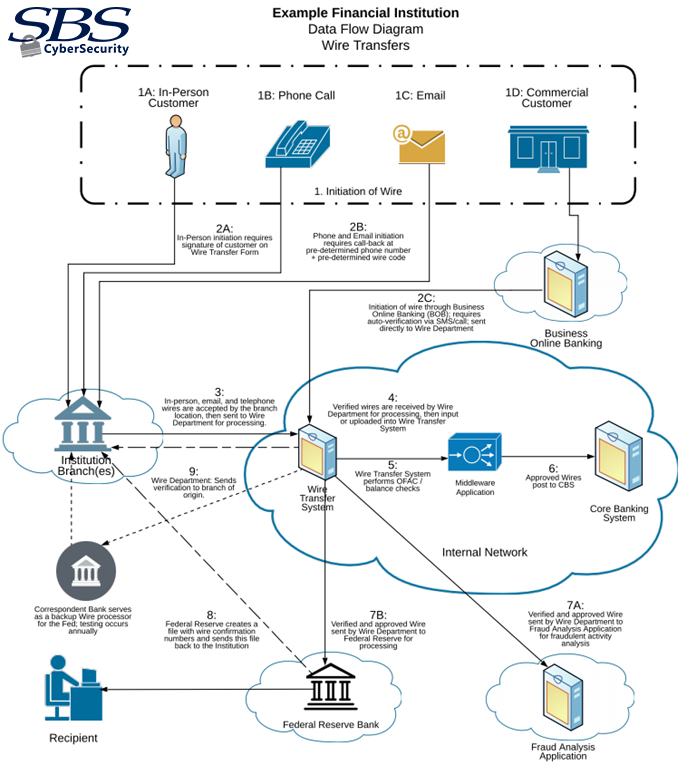 SBS
CyberSecurity
Example Financial Institution
Data Flow Diagram
Wire Transfers
1A: In-Person
Customer
1B: Phone Call
1C: Email
1D: Commercial
Customer
@
1. Initiation of Wire
2A:
In-Person initiation requires
signature of customer on
Wire Transfer Form
2B:
Phone and Email initiation
requires call-back at
pre-determined phone number
+ pre-determined wire code
2C:
Initiation of wire through Business
Online Banking (BOB); requires
auto-verification via SMS/call; sent
directly to Wire Department
Business
Online Banking
3:
In-person, email, and telephone
wires are accepted by the branch
location, then sent to Wire
Department for processing.
4:
Verified wires are received by Wire
Department for processing, then input
or uploaded into Wire Transfer
System
Institution
Branch(es)
9:
Wire Department: Sends
verification to branch of
origin.
Wire
Transfer
System
5:
Wire Transfer System
performs OFAC /
balance checks
Middleware
Application
6:
Approved Wires
post to CBS
Core Banking
System
Internal Network
Correspondent Bank serves
as a backup Wire processor
for the Fed; testing occurs
annually
8:
Federal Reserve creates a
file with wire confirmation
numbers and sends this file
back to the Institution
7B:
Verified and approved Wire
sent by Wire Department to
Federal Reserve for
processing
7A:
Verified and approved Wire
sent by Wire Department to
Fraud Analysis Application
for fraudulent activity
analysis
Recipient
Federal Reserve Bank
Fraud Analysis
Application